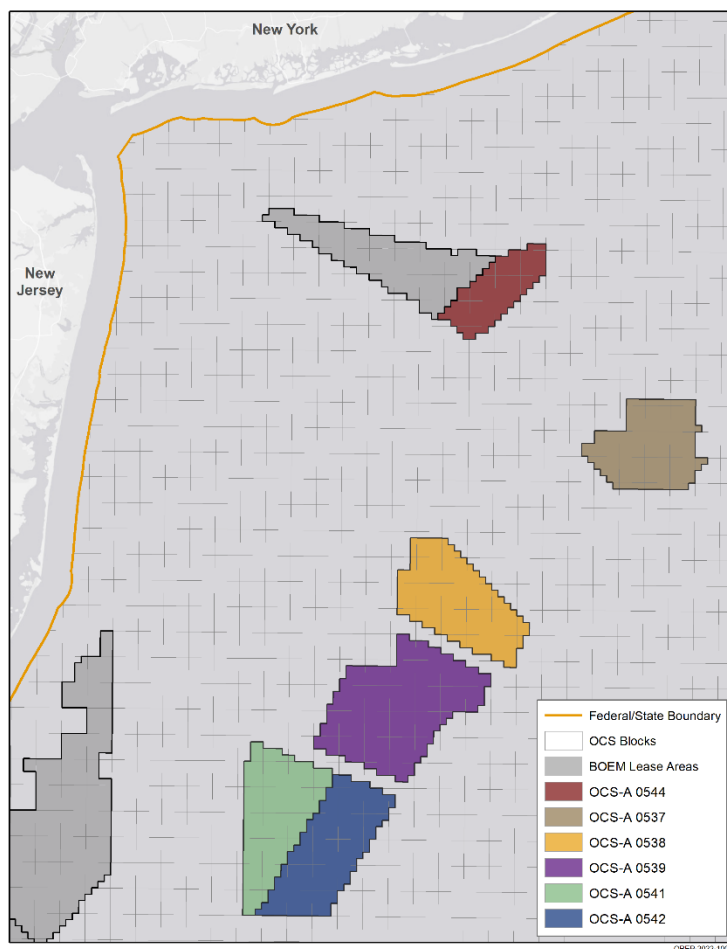 New York
New
Jersey
Federal/State Boundary
OCS Blocks
BOEM Lease Areas
OCS-A 0544
OCS-A 0537
OCS-A 0538
OCS-A 0539
OCS-A 0541
OCS-A 0542